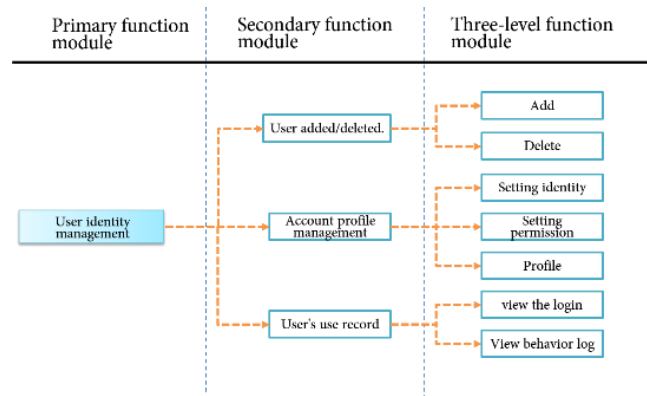 Primary function
module
Secondary function
module
Three-level function
module
User identity
management
User added/deleted.
Account profile
management
User's use record
Add
Delete
Setting identity
Setting
permission
Profile
view the login
View behavior log